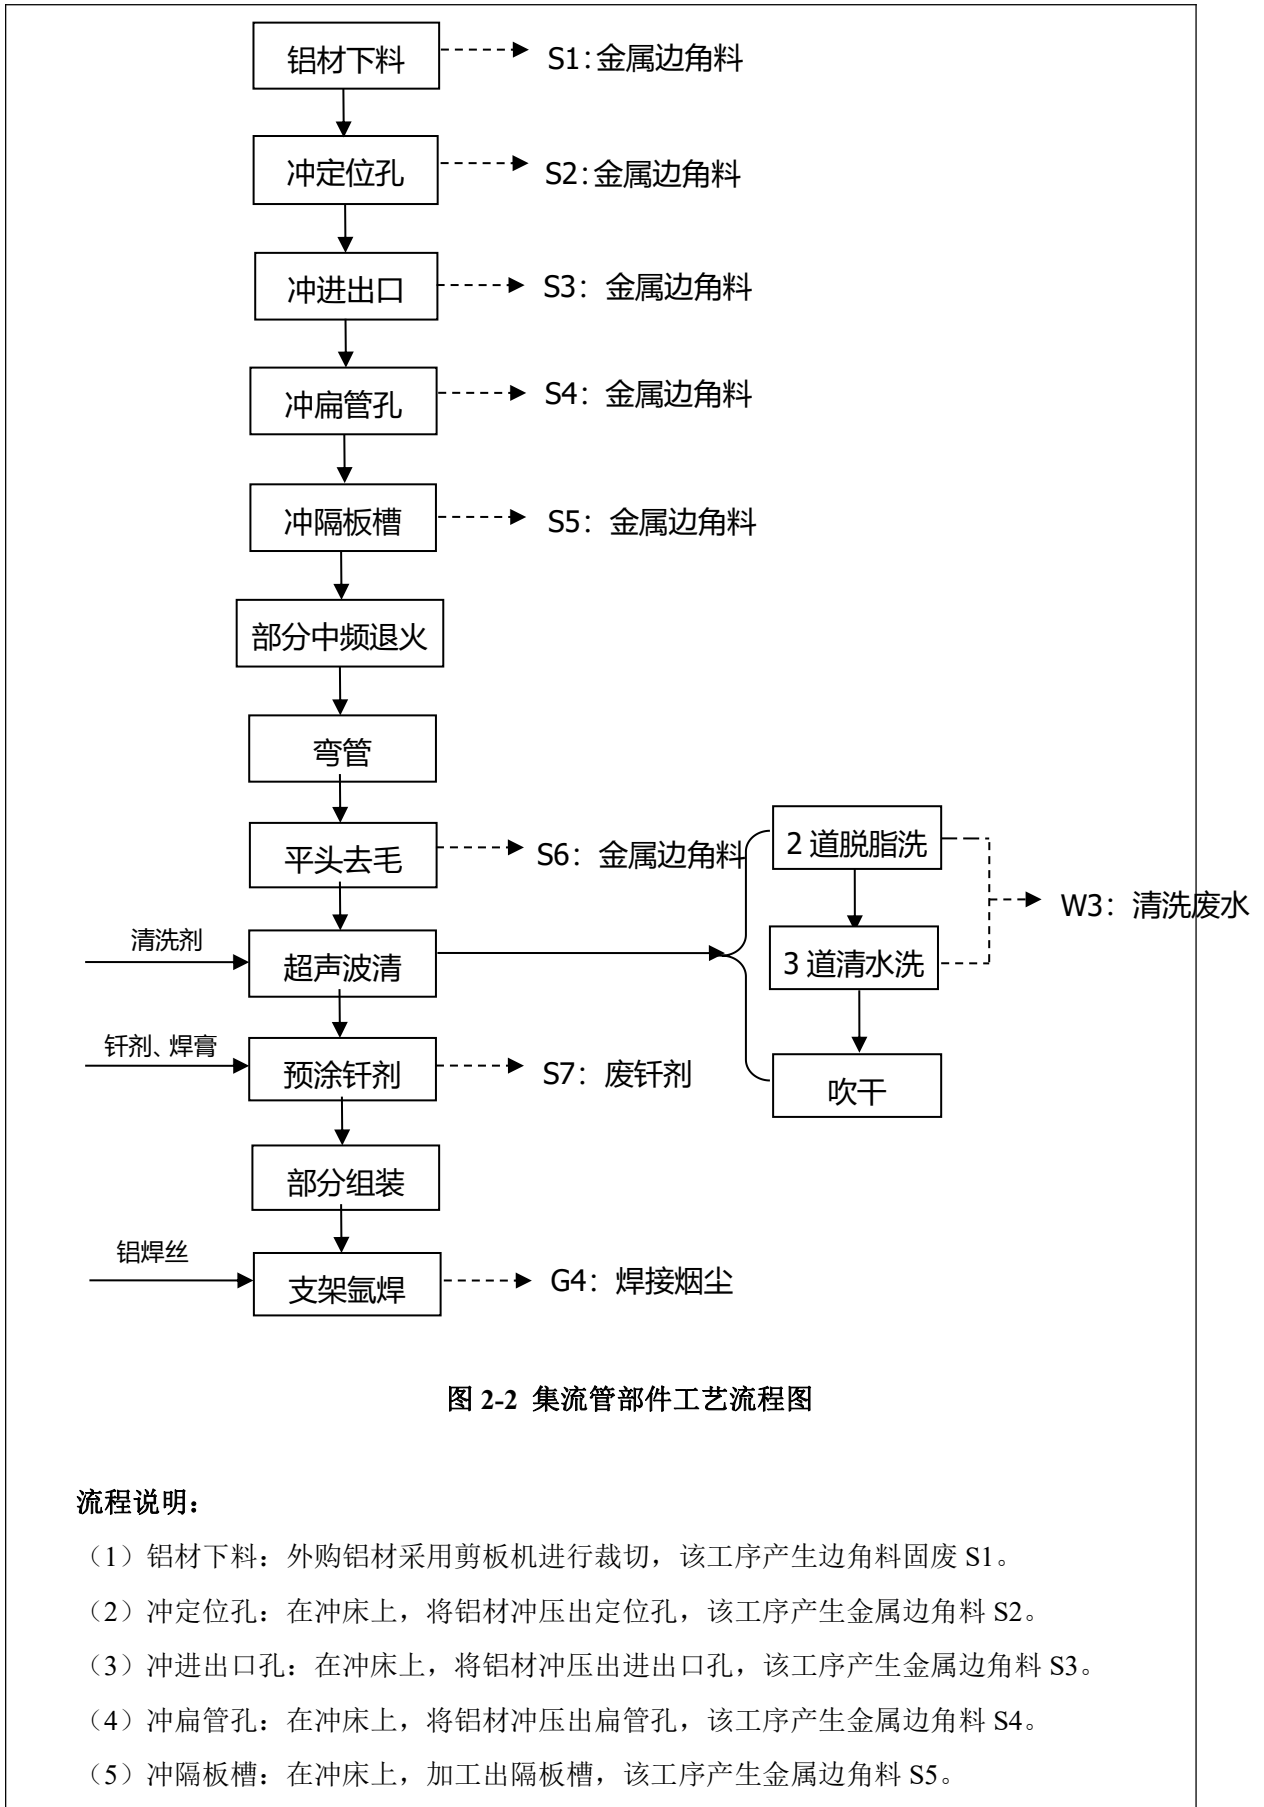 铝材下料
S1:金属边角料
冲定位孔
S2:金属边角料
冲进出口
S3：金属边角料
冲扁管孔
S4：金属边角料
冲隔板槽
S5：金属边角料
部分中频退火
弯管
平头去毛
S6：金属边角料
2 道脱脂洗
W3：清洗废水
清洗剂
超声波清
3 道清水洗
钎剂、焊膏
预涂钎剂
S7：废钎剂
吹干
部分组装
铝焊丝
支架氩焊
G4：焊接烟尘
图 2-2 集流管部件工艺流程图
流程说明：
（1）铝材下料：外购铝材采用剪板机进行裁切，该工序产生边角料固废 S1。
（2）冲定位孔：在冲床上，将铝材冲压出定位孔，该工序产生金属边角料 S2。
（3）冲进出口孔：在冲床上，将铝材冲压出进出口孔，该工序产生金属边角料 S3。
（4）冲扁管孔：在冲床上，将铝材冲压出扁管孔，该工序产生金属边角料 S4。
（5）冲隔板槽：在冲床上，加工出隔板槽，该工序产生金属边角料 S5。